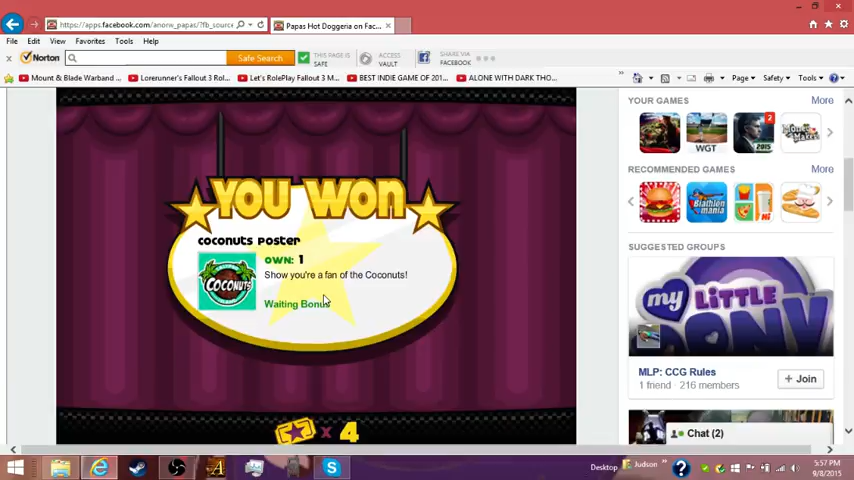 https://apps.facebook.com/anorw_papas/?fb_source
Papas Hot Doggeria on Fac...
File Edit View Favorites Tools Help
Norton
Safe Search
THIS PAGE IS SAFE
ACCESS VAULT
SHARE VIA FACEBOOK
Mount & Blade Warband ...
Lorerunner's Fallout 3 Rol...
Let's RolePlay Fallout 3 M...
BEST INDIE GAME OF 201...
ALONE WITH DARK THO...
Page
Safety
Tools
YOU WON
coconuts poster
OWN: 1
Show you're a fan of the Coconuts!
COCONUTS
Waiting Bonus
x 4
YOUR GAMES More
WGT
2
2015
RECOMMENDED GAMES More
Hi
SUGGESTED GROUPS
my LITTLE PONY
MLP: CCG Rules
1 friend · 216 members
+ Join
Chat (2)
Desktop
Judson
5:57 PM
9/8/2015